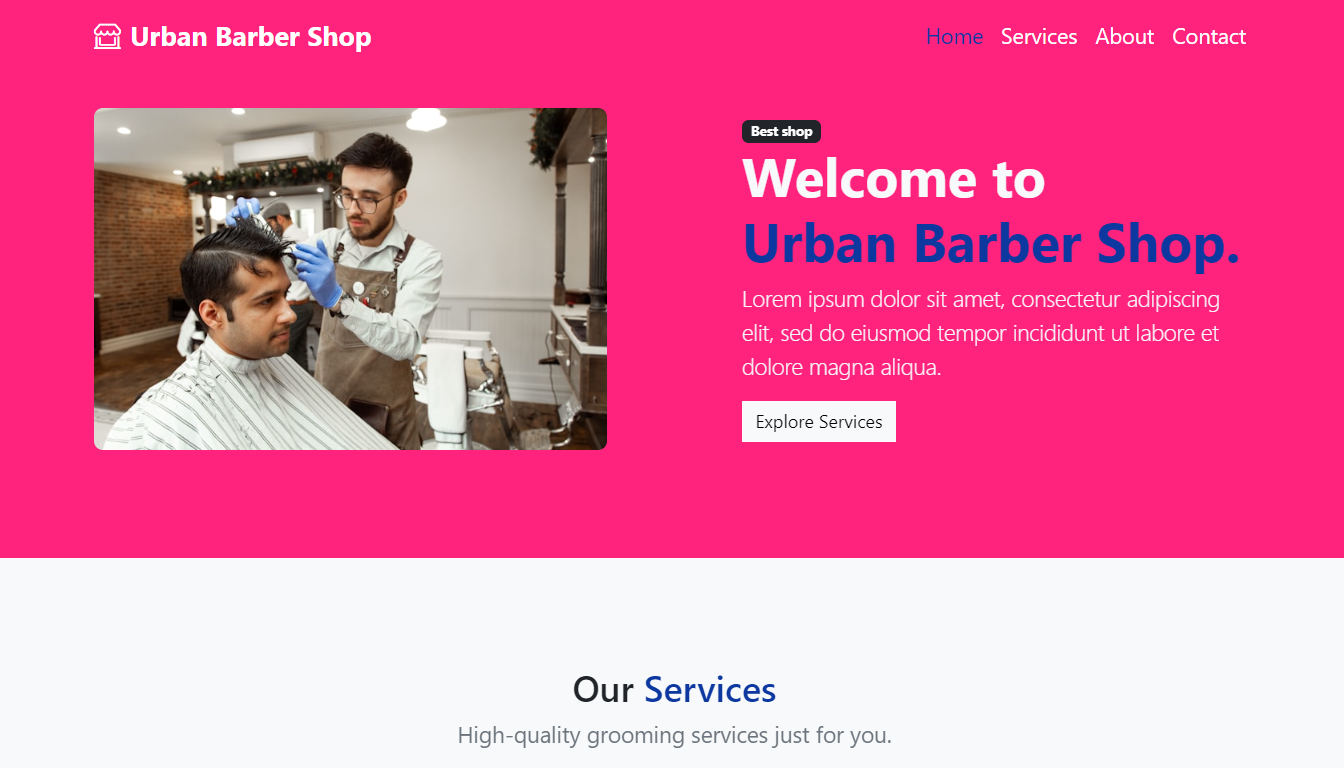 Urban Barber Shop
Home Services About Contact
Best shop
Welcome to
Urban Barber Shop.
Lorem ipsum dolor sit amet, consectetur adipiscing
elit, sed do eiusmod tempor incididunt ut labore et
dolore magna aliqua.
Explore Services
Our Services
High-quality grooming services just for you.